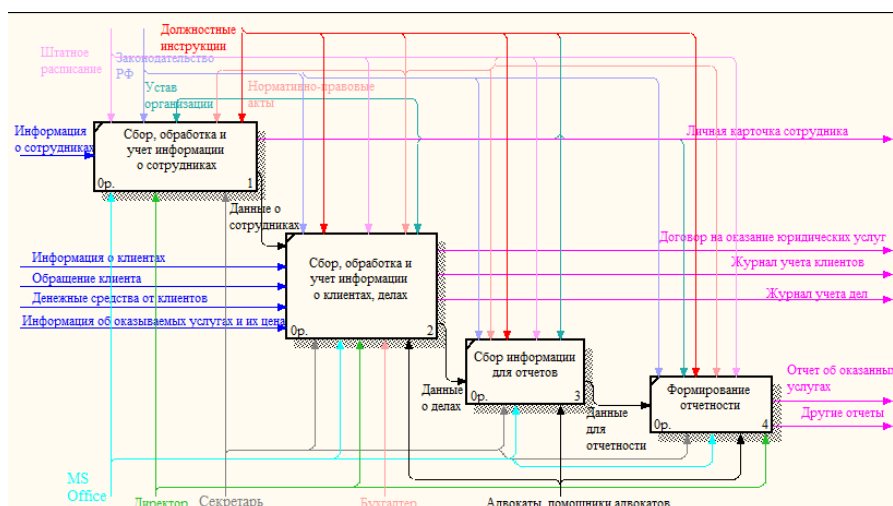 Должностные
инструкции
Штатное
расписание
Законодательство
РФ
Устав
организации
Нормативно-правовые
акты
Информация
о сотрудниках
Сбор, обработка и
учет информации
о сотрудниках
0р.
1
Личная карточка сотрудника
Данные о
сотрудниках
Информация о клиентах
Обращение клиента
Денежные средства от клиентов
Информация об оказываемых услугах и их цена
Сбор, обработка и
учет информации
о клиентах, делах
0р.
2
Договор на оказание юридических услуг
Журнал учета клиентов
Журнал учета дел
Данные
о делах
Сбор информации
для отчетов
0р.
3
Данные
для
отчетности
Формирование
отчетности
0р.
4
Отчет об оказанных
услугах
Другие отчеты
MS
Office
Директор
Секретарь
Бухгалтер
Адвокаты, помощники адвокатов